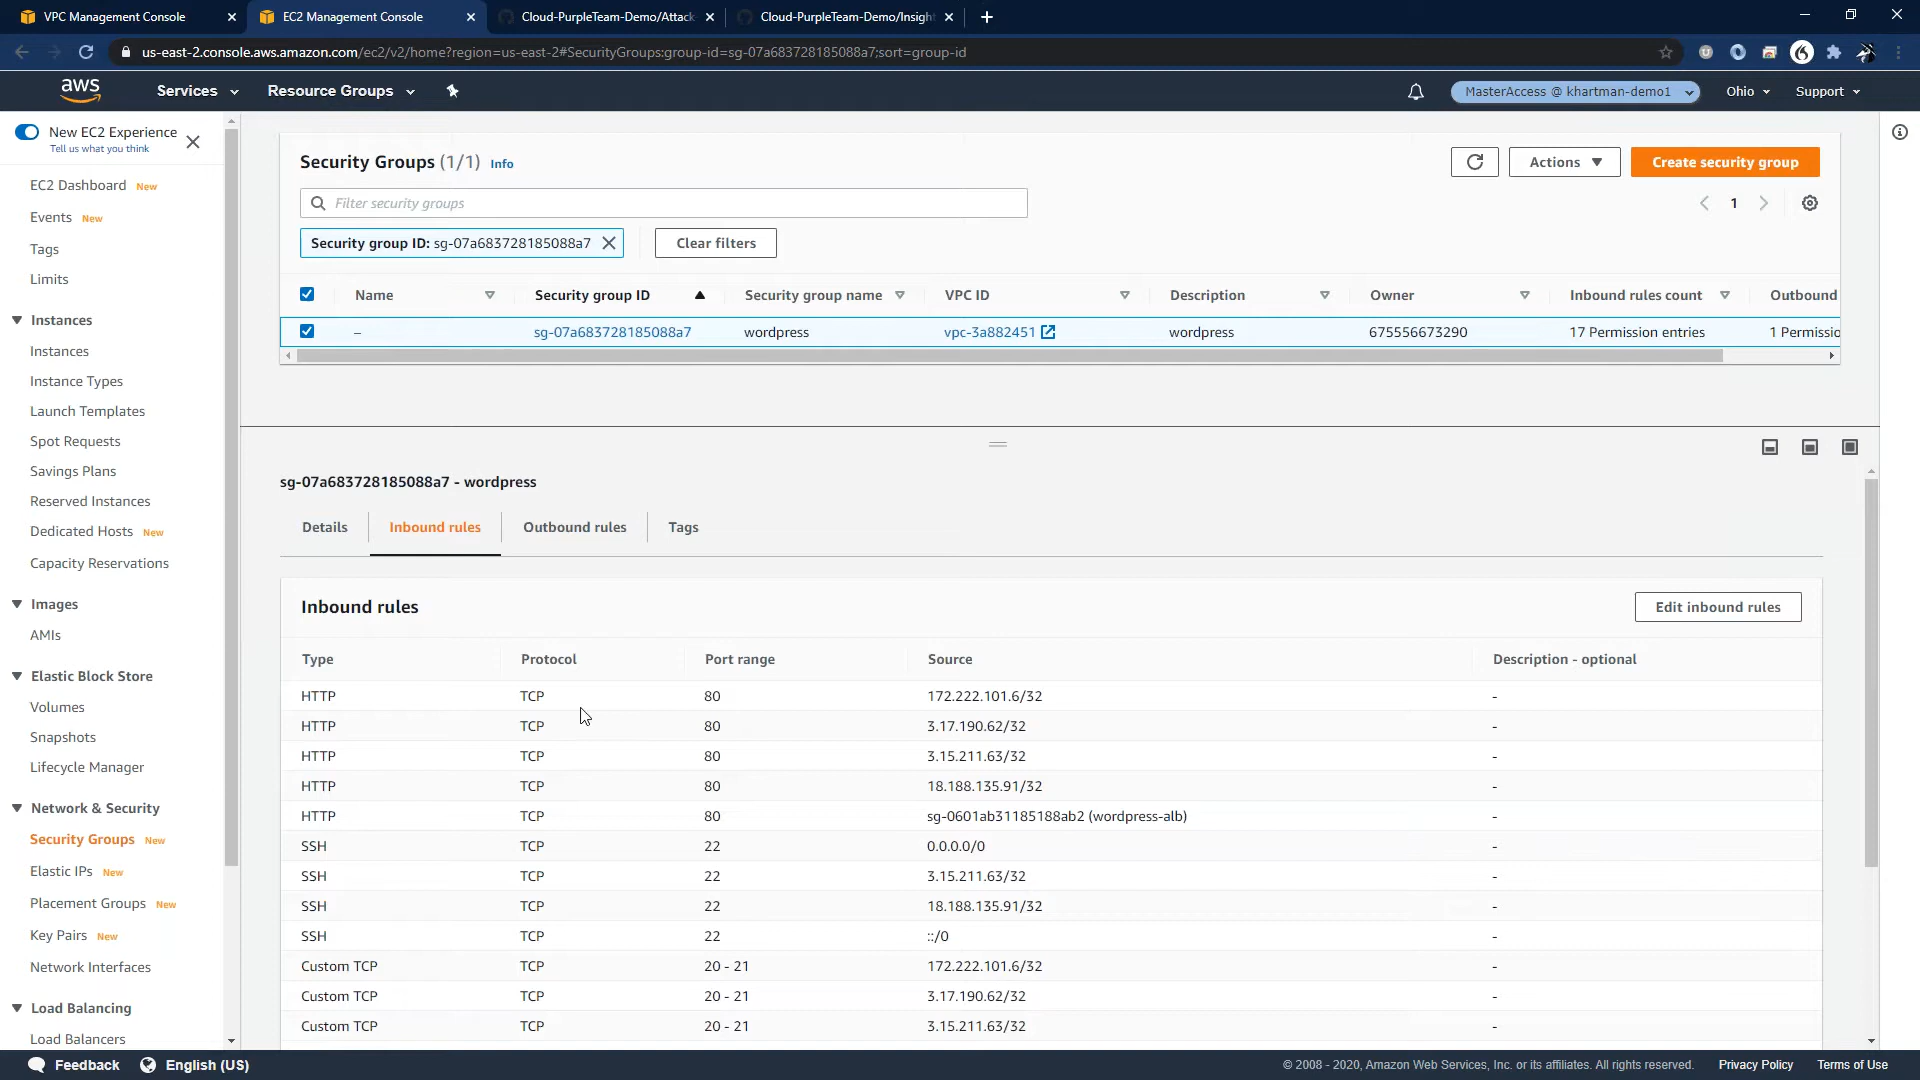 VPC Management Console
EC2 Management Console
Cloud-PurpleTeam-Demo/Attack
Cloud-PurpleTeam-Demo/Insight
us-east-2.console.aws.amazon.com/ec2/v2/home?region=us-east-2#SecurityGroups:group-id=sg-07a683728185088a7;sort=group-id
aws
Services
Resource Groups
MasterAccess @ khartman-demo1
Ohio
Support
New EC2 Experience
Tell us what you think
EC2 Dashboard New
Events New
Tags
Limits
Instances
Instances
Instance Types
Launch Templates
Spot Requests
Savings Plans
Reserved Instances
Dedicated Hosts New
Capacity Reservations
Images
AMIs
Elastic Block Store
Volumes
Snapshots
Lifecycle Manager
Network & Security
Security Groups New
Elastic IPs New
Placement Groups New
Key Pairs New
Network Interfaces
Load Balancing
Load Balancers
Security Groups (1/1) Info
Actions
Create security group
Filter security groups
1
Security group ID: sg-07a683728185088a7
Clear filters
Name Security group ID Security group name VPC ID Description Owner Inbound rules count Outbound
– sg-07a683728185088a7 wordpress vpc-3a882451 wordpress 675556673290 17 Permission entries 1 Permissio
sg-07a683728185088a7 - wordpress
Details Inbound rules Outbound rules Tags
Inbound rules
Edit inbound rules
Type Protocol Port range Source Description - optional
HTTP TCP 80 172.222.101.6/32 -
HTTP TCP 80 3.17.190.62/32 -
HTTP TCP 80 3.15.211.63/32 -
HTTP TCP 80 18.188.135.91/32 -
HTTP TCP 80 sg-0601ab31185188ab2 (wordpress-alb) -
SSH TCP 22 0.0.0.0/0 -
SSH TCP 22 3.15.211.63/32 -
SSH TCP 22 18.188.135.91/32 -
SSH TCP 22 ::/0 -
Custom TCP TCP 20 - 21 172.222.101.6/32 -
Custom TCP TCP 20 - 21 3.17.190.62/32 -
Custom TCP TCP 20 - 21 3.15.211.63/32 -
Feedback
English (US)
© 2008 - 2020, Amazon Web Services, Inc. or its affiliates. All rights reserved.
Privacy Policy
Terms of Use